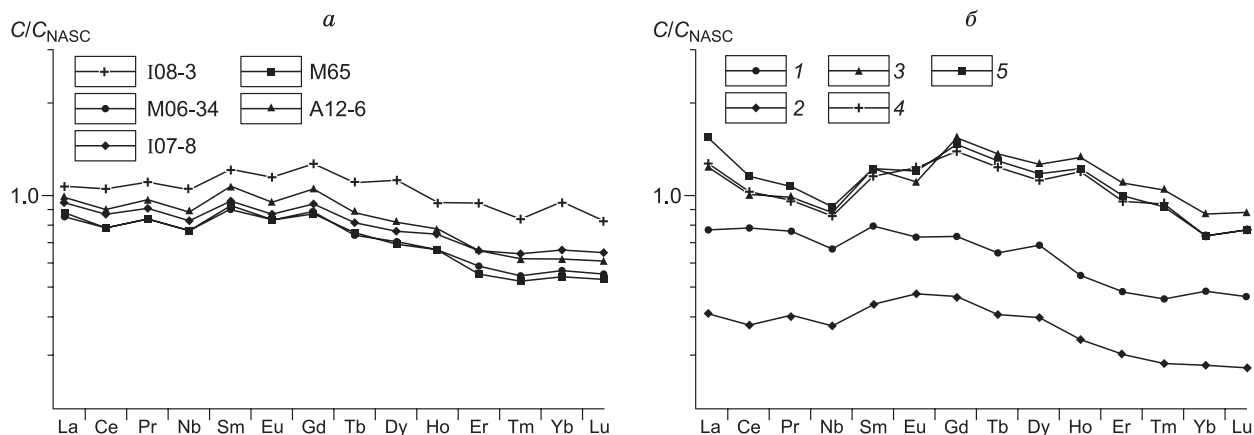 а
C/C_NASC
I08-3
M65
M06-34
A12-6
I07-8
1.0
La Ce Pr Nb Sm Eu Gd Tb Dy Ho Er Tm Yb Lu
б
C/C_NASC
1
3
5
2
4
1.0
La Ce Pr Nb Sm Eu Gd Tb Dy Ho Er Tm Yb Lu